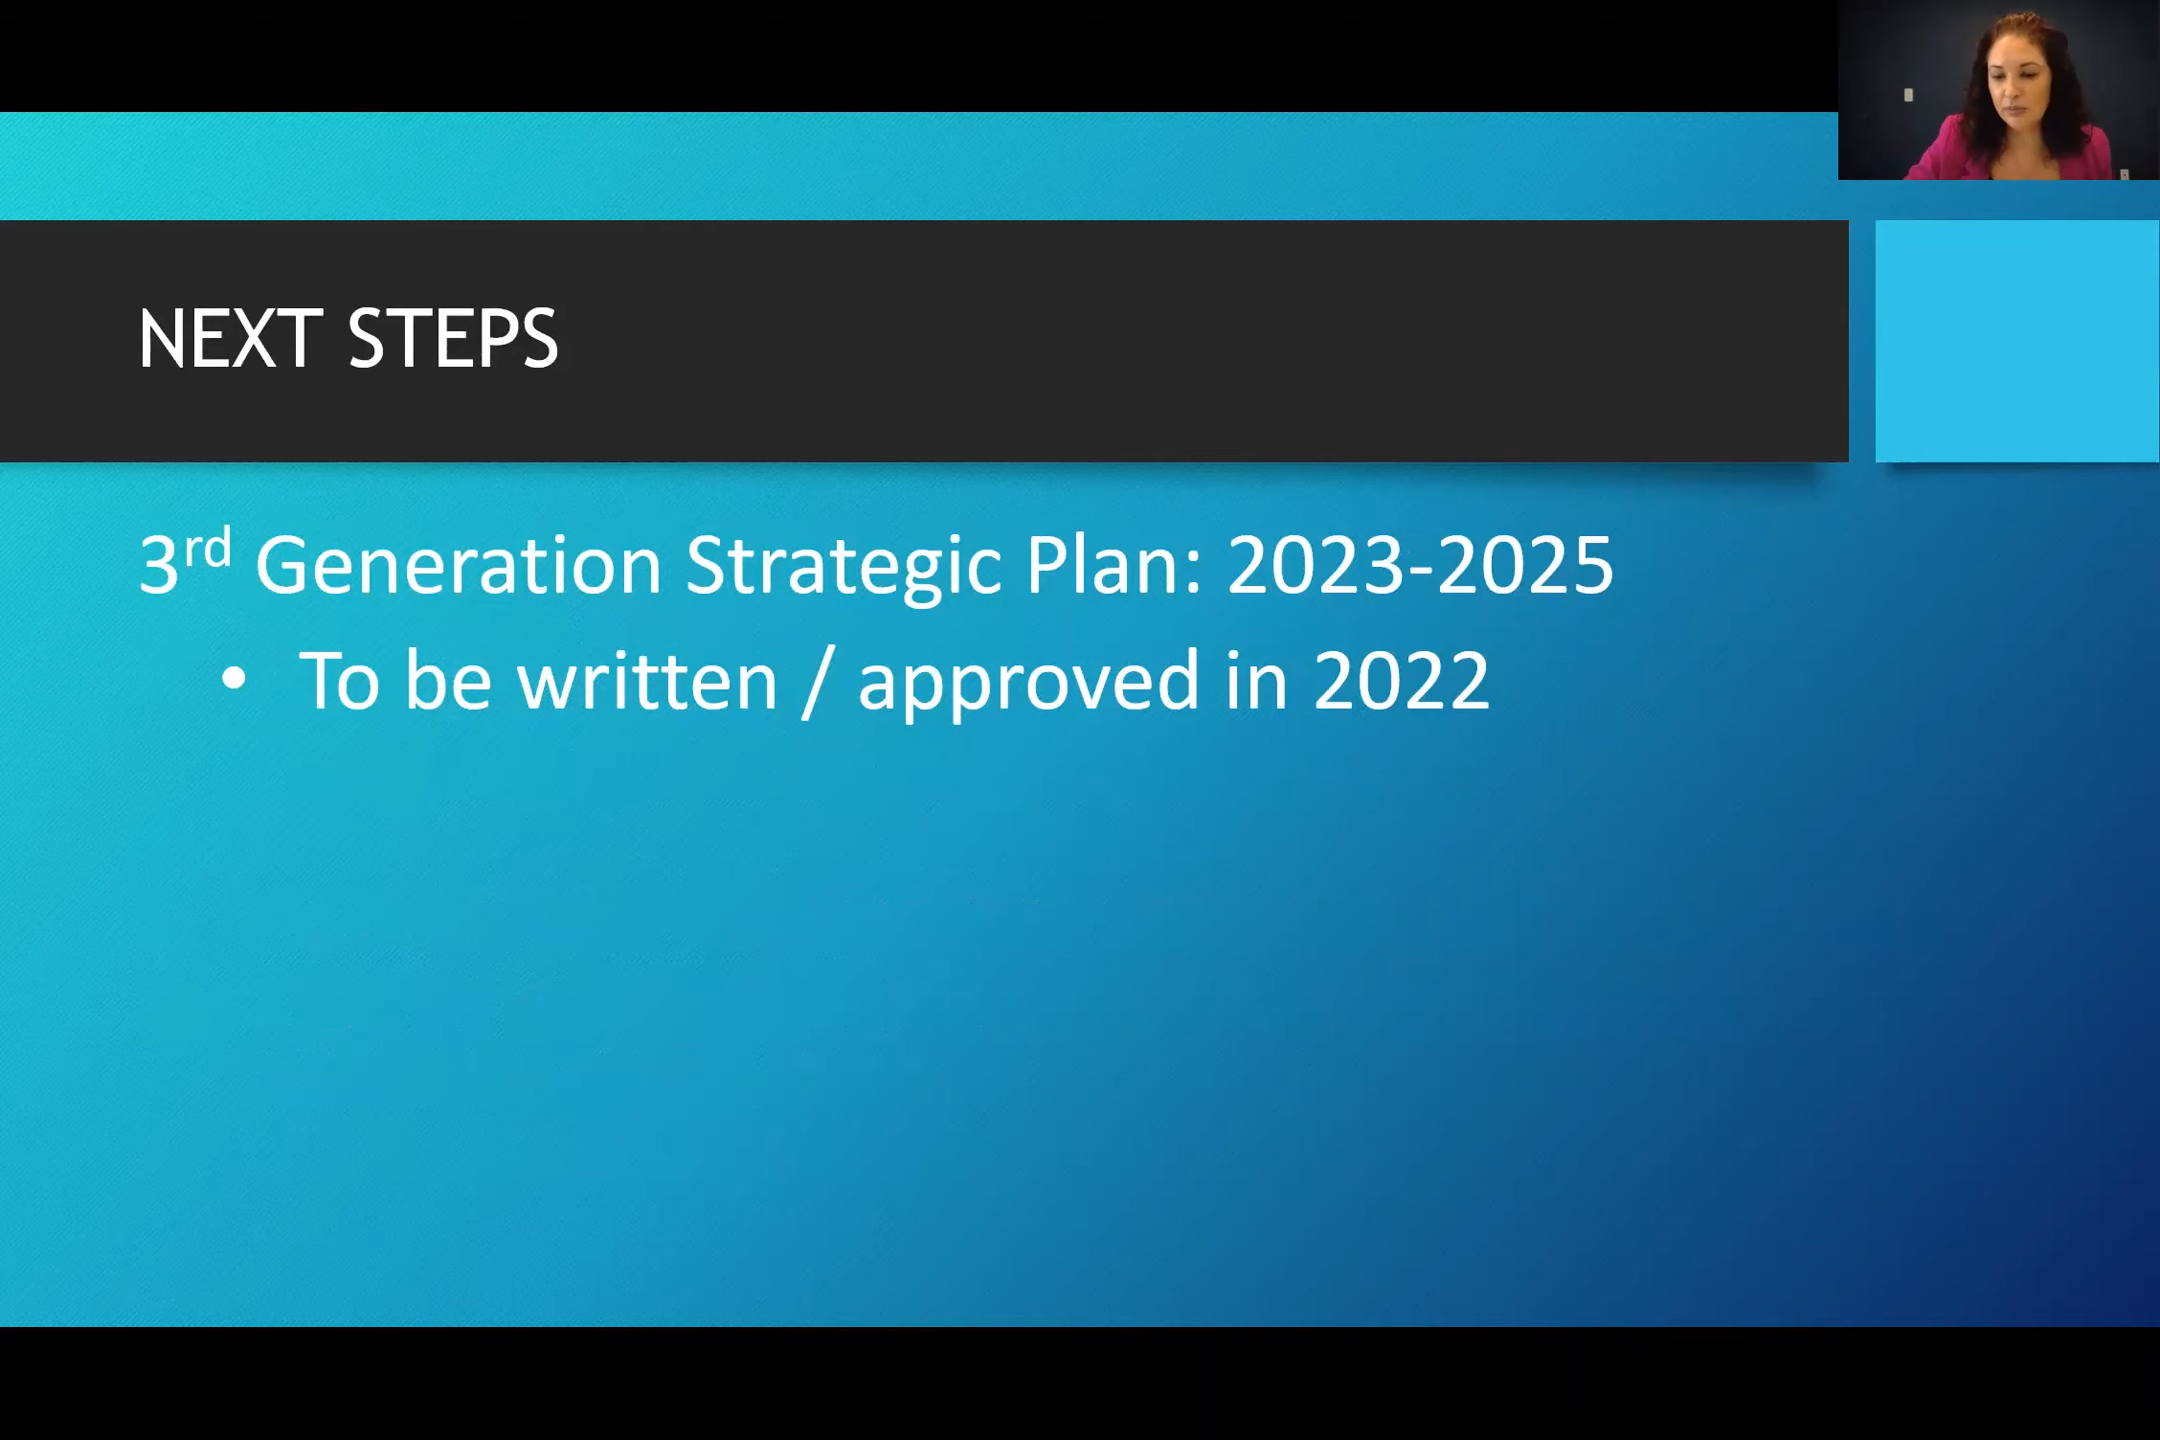 NEXT STEPS
3rd Generation Strategic Plan: 2023-2025
• To be written / approved in 2022